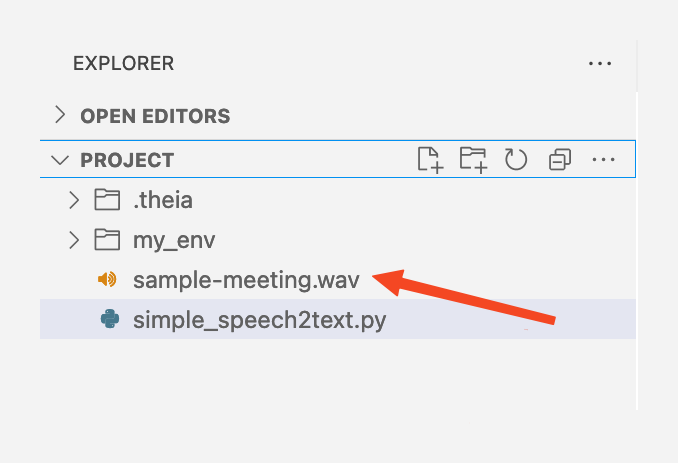 EXPLORER
OPEN EDITORS
PROJECT
.theia
my_env
sample-meeting.wav
simple_speech2text.py